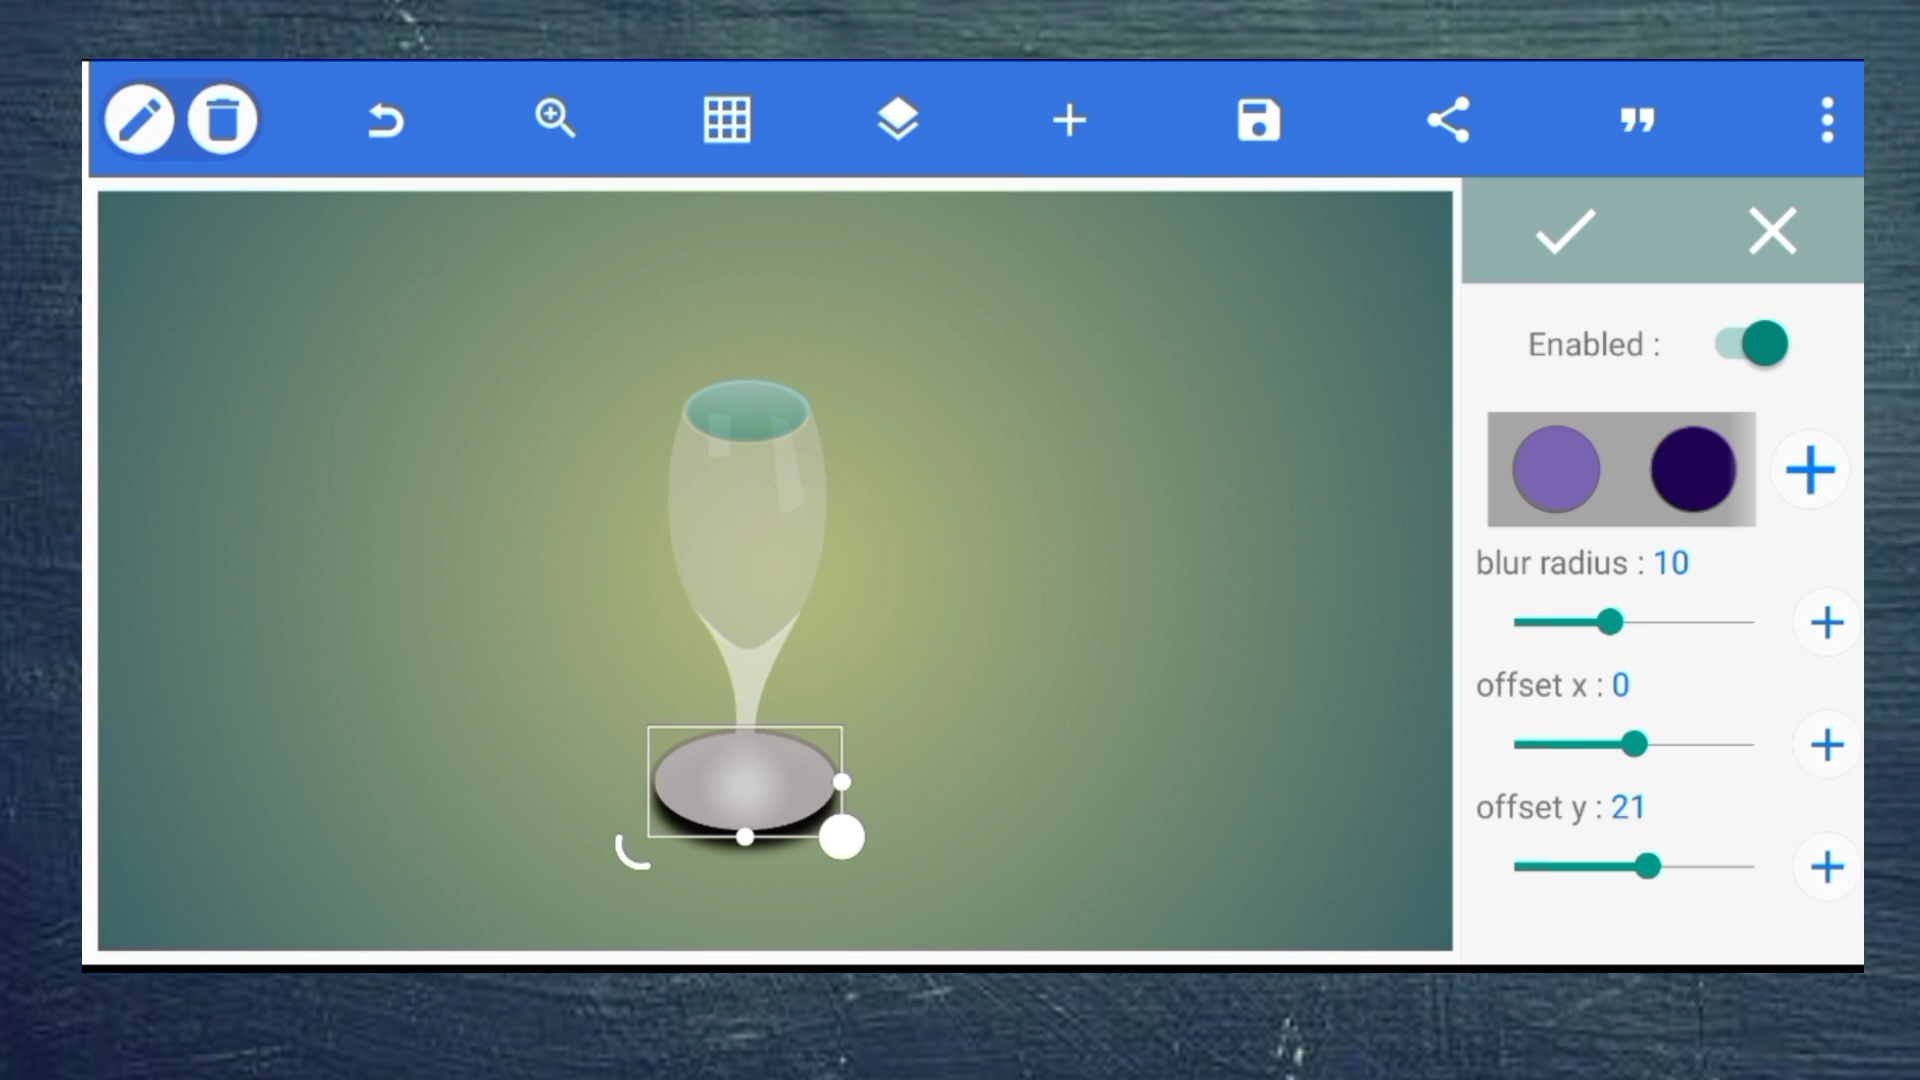 Enabled :
blur radius : 10
offset x : 0
offset y : 21